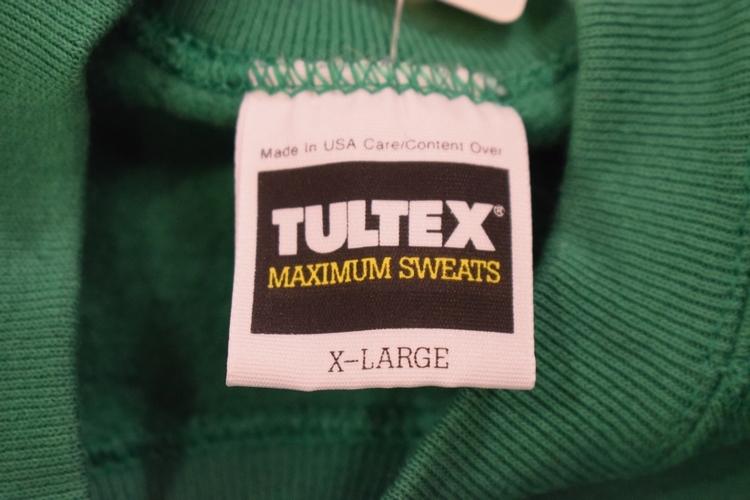 Made in USA Care/Content Over
TULTEX®
MAXIMUM SWEATS
X-LARGE